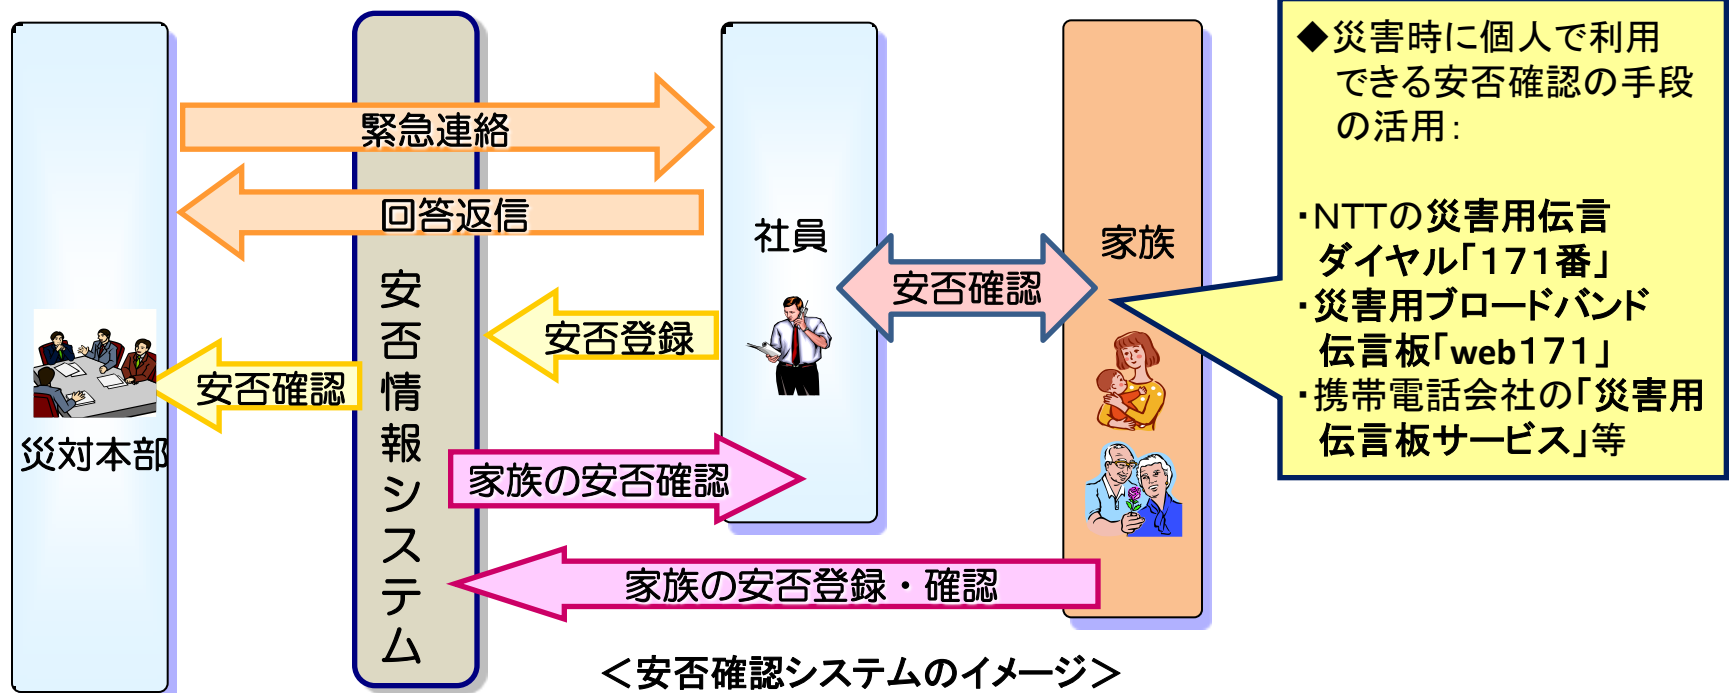 緊急連絡
回答返信
社員
家族
安否確認
安否登録
安否確認
災対本部
安否情報システム
家族の安否確認
家族の安否登録・確認
＜安否確認システムのイメージ＞
◆災害時に個人で利用
できる安否確認の手段
の活用：
・NTTの災害用伝言
ダイヤル「171番」
・災害用ブロードバンド
伝言板「web171」
・携帯電話会社の「災害用
伝言板サービス」等